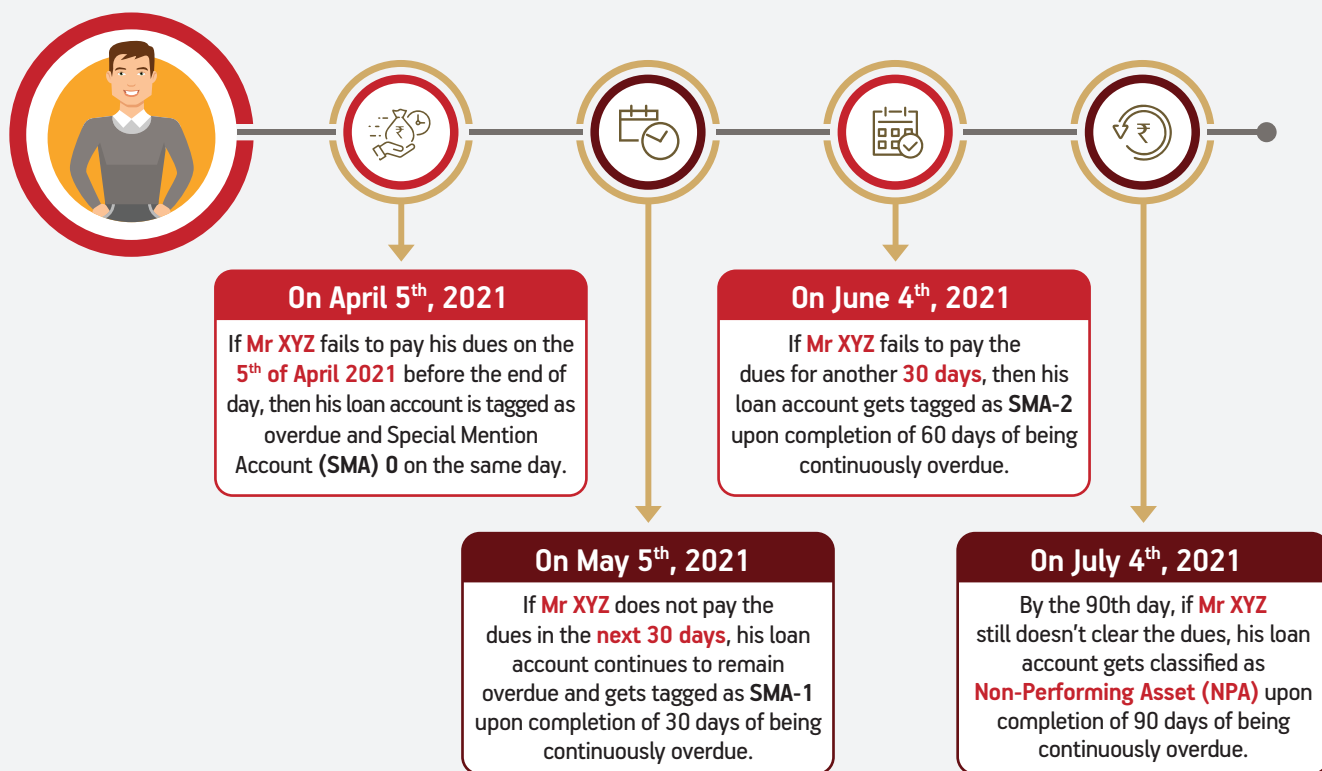 On April 5th, 2021
If Mr XYZ fails to pay his dues on the
5th of April 2021 before the end of
day, then his loan account is tagged as
overdue and Special Mention
Account (SMA) 0 on the same day.
On May 5th, 2021
If Mr XYZ does not pay the
dues in the next 30 days, his loan
account continues to remain
overdue and gets tagged as SMA-1
upon completion of 30 days of being
continuously overdue.
On June 4th, 2021
If Mr XYZ fails to pay the
dues for another 30 days, then his
loan account gets tagged as SMA-2
upon completion of 60 days of being
continuously overdue.
On July 4th, 2021
By the 90th day, if Mr XYZ
still doesn't clear the dues, his loan
account gets classified as
Non-Performing Asset (NPA) upon
completion of 90 days of being
continuously overdue.